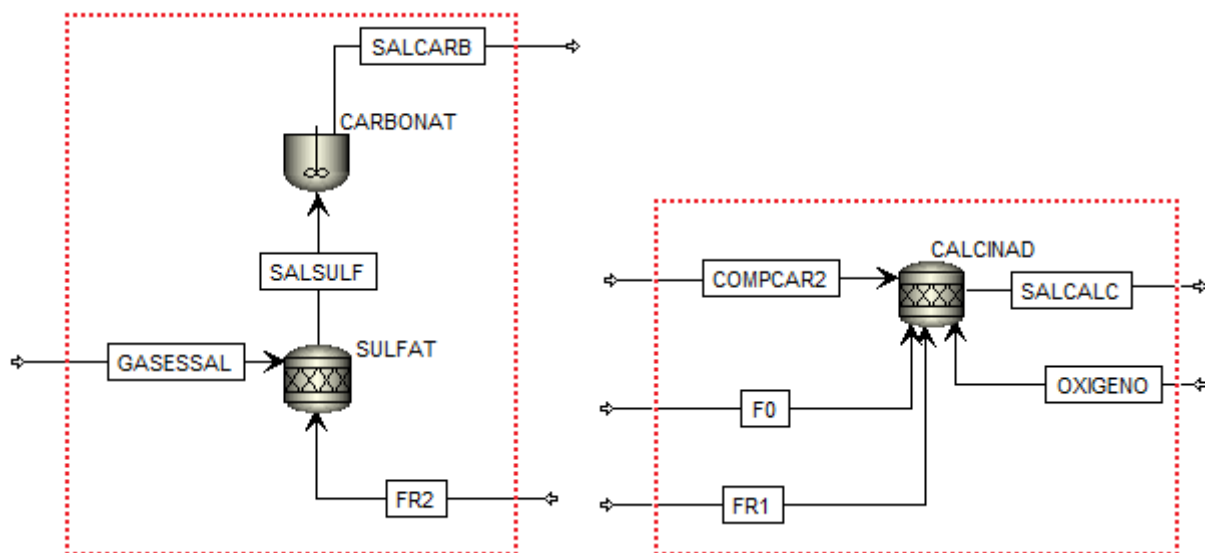 SALCARB
CARBONAT
SALSULF
GASESSAL
SULFAT
FR2
CALCINAD
COMPCAR2
SALCALC
OXIGENO
F0
FR1